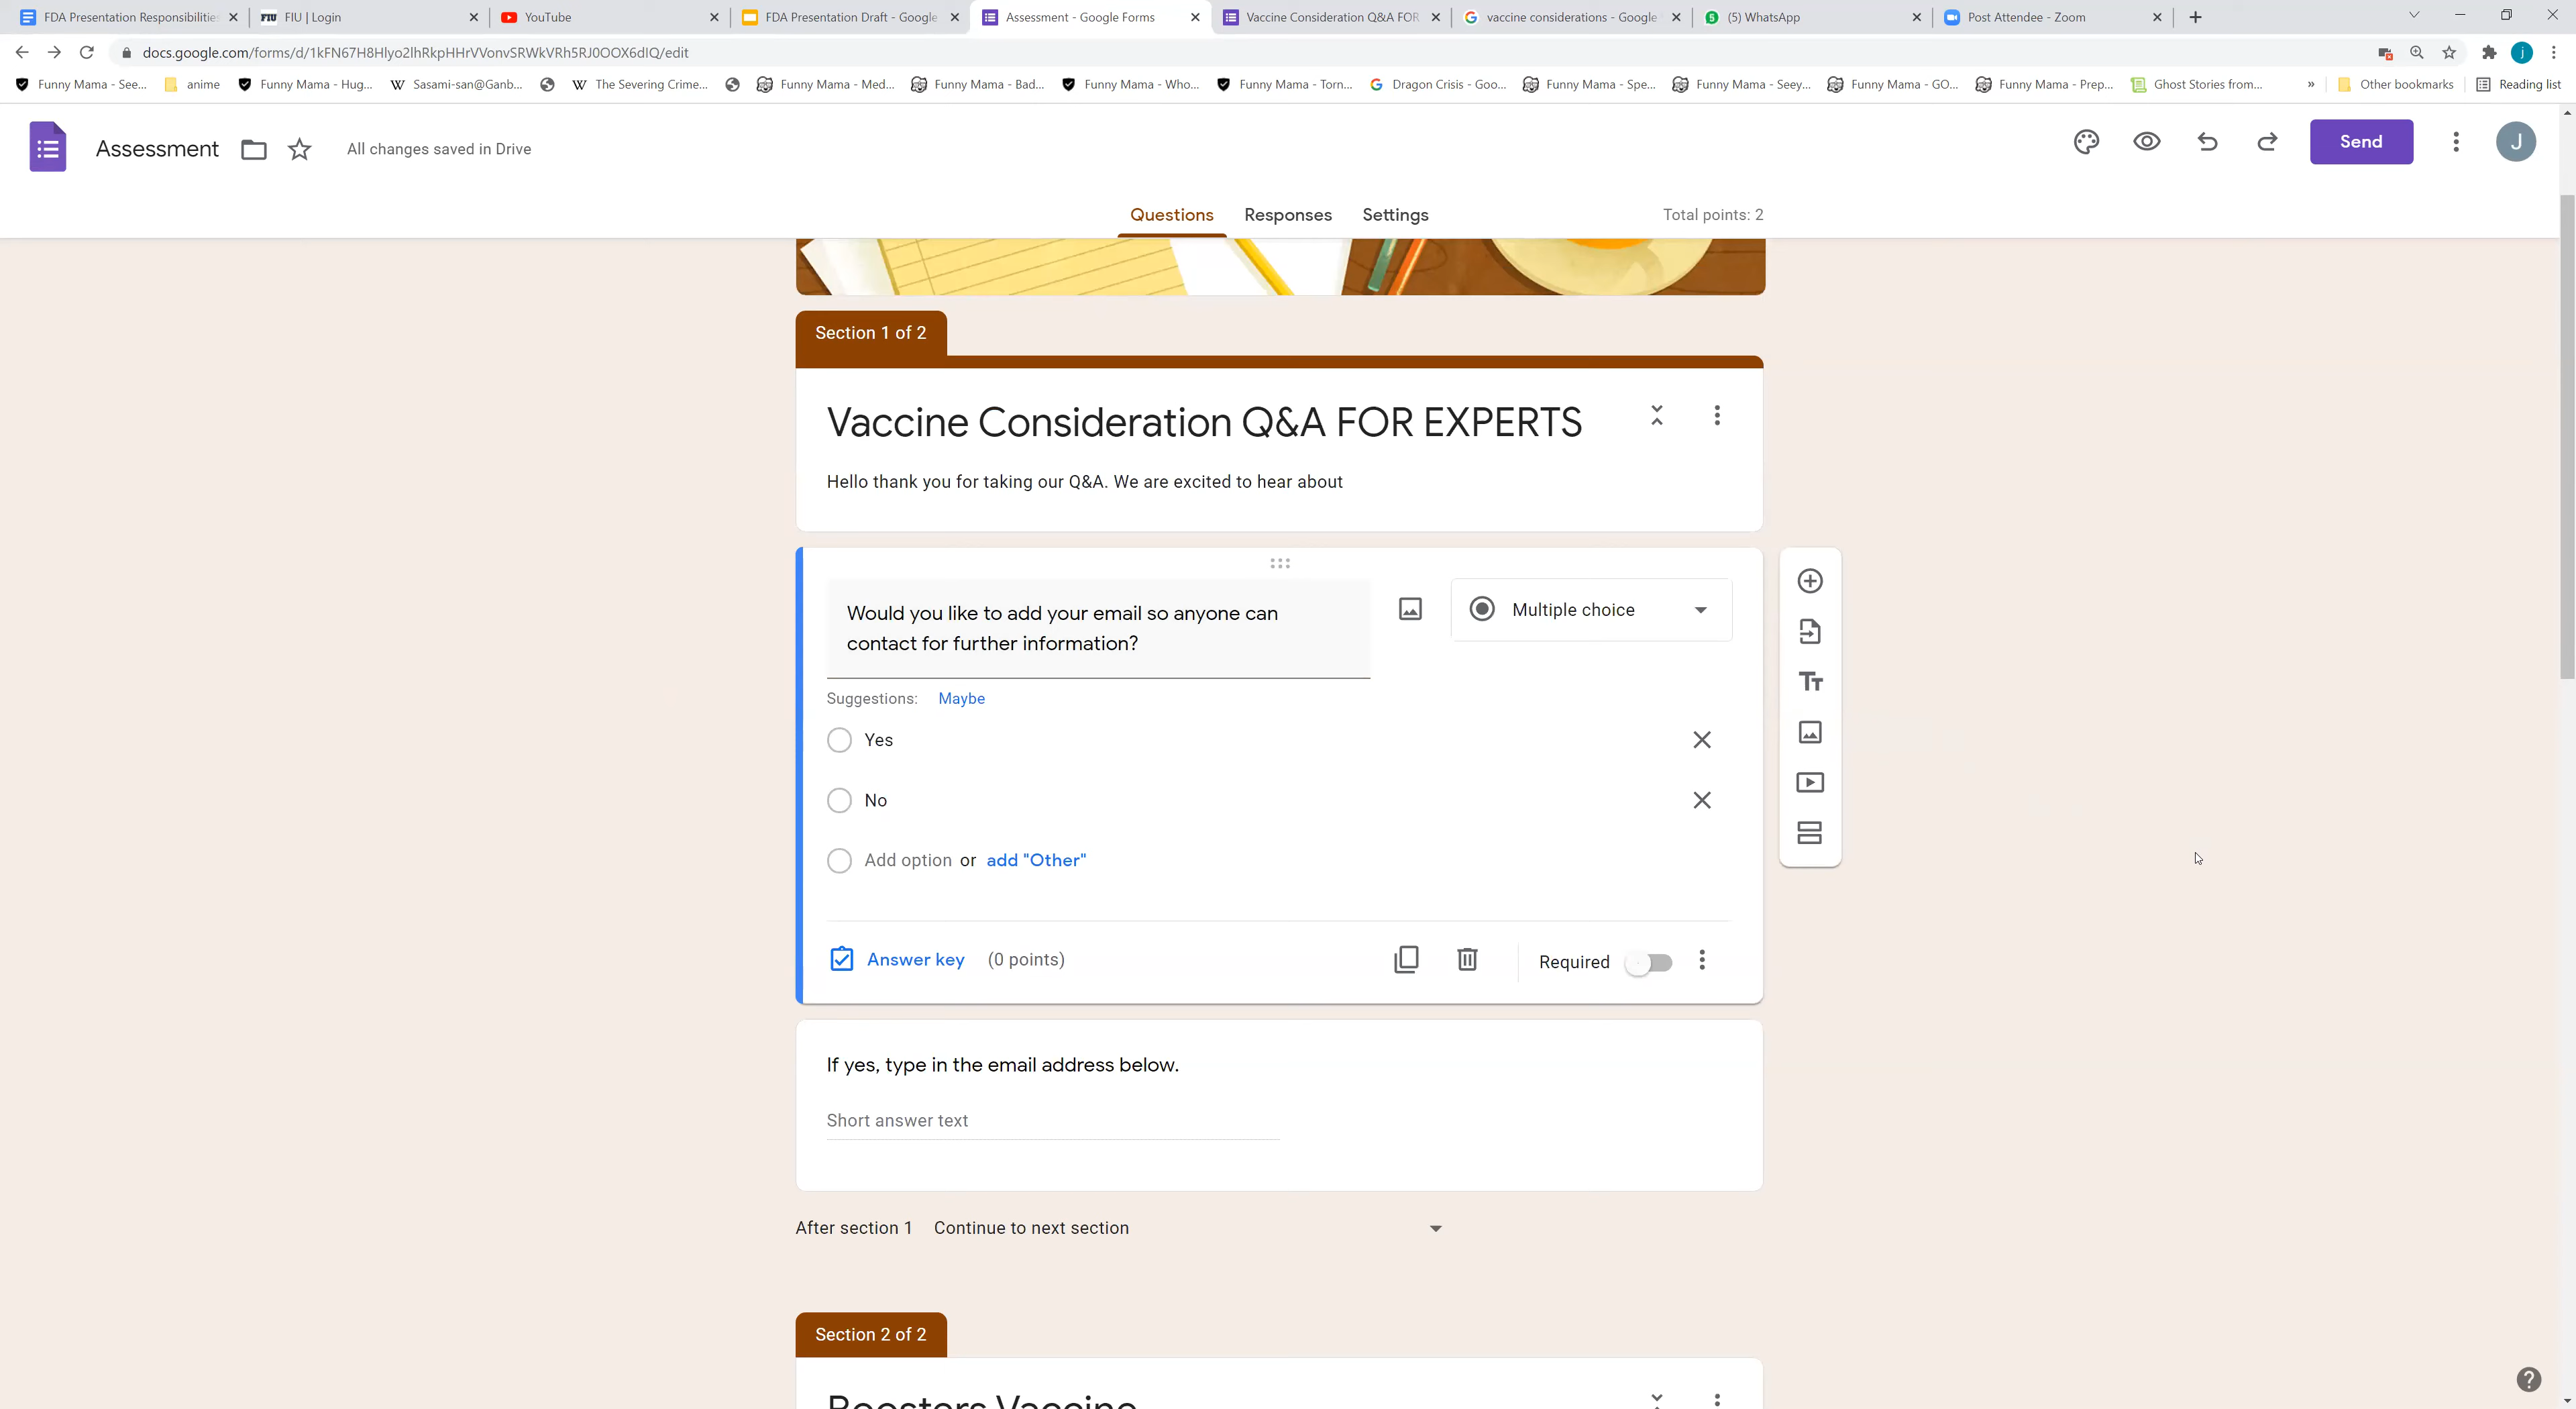 FDA Presentation Responsibilitie
FIU | Login
YouTube
FDA Presentation Draft - Google
Assessment - Google Forms
Vaccine Consideration Q&A FOR
vaccine considerations - Google
(5) WhatsApp
Post Attendee - Zoom
docs.google.com/forms/d/1kFN67H8Hlyo2lhRkpHHrVVonvSRWkVRh5RJ0OOX6dIQ/edit
Funny Mama - See...
anime
Funny Mama - Hug...
Sasami-san@Ganb...
The Severing Crime...
Funny Mama - Med...
Funny Mama - Bad...
Funny Mama - Who...
Funny Mama - Torn...
Dragon Crisis - Goo...
Funny Mama - Spe...
Funny Mama - Seey...
Funny Mama - GO...
Funny Mama - Prep...
Ghost Stories from...
»
Other bookmarks
Reading list
Assessment
All changes saved in Drive
Send
J
Questions
Responses
Settings
Total points: 2
Section 1 of 2
Vaccine Consideration Q&A FOR EXPERTS
Hello thank you for taking our Q&A. We are excited to hear about
Would you like to add your email so anyone can
contact for further information?
Multiple choice
Suggestions: Maybe
Yes
No
Add option or add "Other"
Answer key (0 points)
Required
If yes, type in the email address below.
Short answer text
After section 1 Continue to next section
Section 2 of 2
Boosters Vaccine